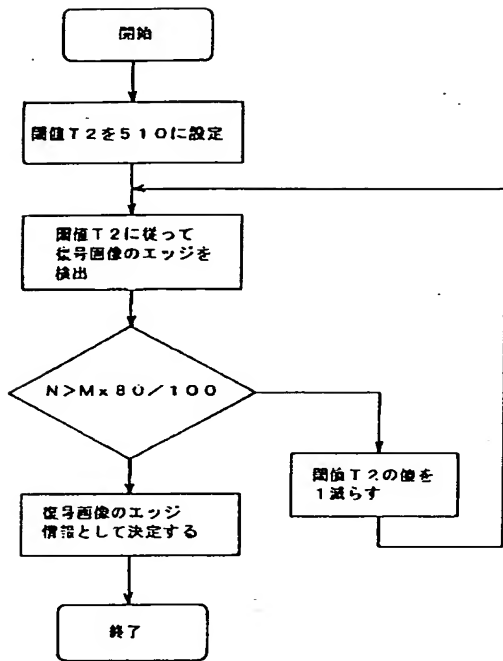 開始
閾値T2を510に設定
閾値T2に従って
復号画像のエッジを
検出
N>M×80/100
閾値T2の値を
1減らす
復号画像のエッジ
情報として決定する
終了